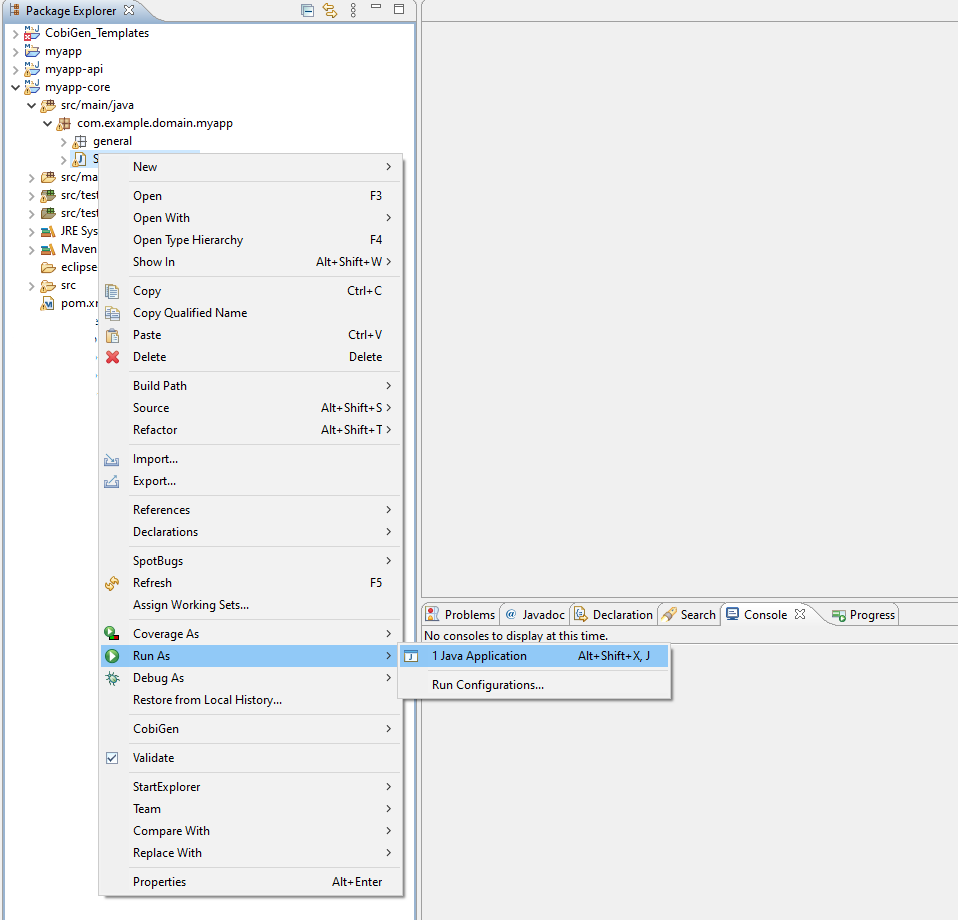 Package Explorer
CobiGen_Templates
myapp
myapp-api
myapp-core
src/main/java
com.example.domain.myapp
general
S
src/ma
src/test
src/test
JRE Sys
Maven
eclipse
src
pom.xm
New
Open F3
Open With
Open Type Hierarchy F4
Show In Alt+Shift+W
Copy Ctrl+C
Copy Qualified Name
Paste Ctrl+V
Delete Delete
Build Path
Source Alt+Shift+S
Refactor Alt+Shift+T
Import...
Export...
References
Declarations
SpotBugs
Refresh F5
Assign Working Sets...
Coverage As
Run As
Debug As
Restore from Local History...
CobiGen
Validate
StartExplorer
Team
Compare With
Replace With
Properties Alt+Enter
Problems @ Javadoc Declaration Search Console Progress
No consoles to display at this time.
1 Java Application Alt+Shift+X, J
Run Configurations...